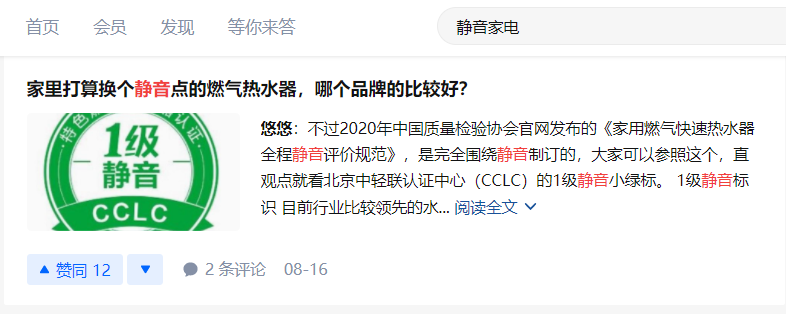 首页 会员 发现 等你来答 静音家电
家里打算换个静音点的燃气热水器，哪个品牌的比较好？
特色
认证
1级
静音
CCLC
悠悠：不过2020年中国质量检验协会官网发布的《家用燃气快速热水器
全程静音评价规范》，是完全围绕静音制订的，大家可以参照这个，直
观点就看北京中轻联认证中心（CCLC）的1级静音小绿标。 1级静音标
识 目前行业比较领先的水... 阅读全文
赞同 12 2 条评论 08-16